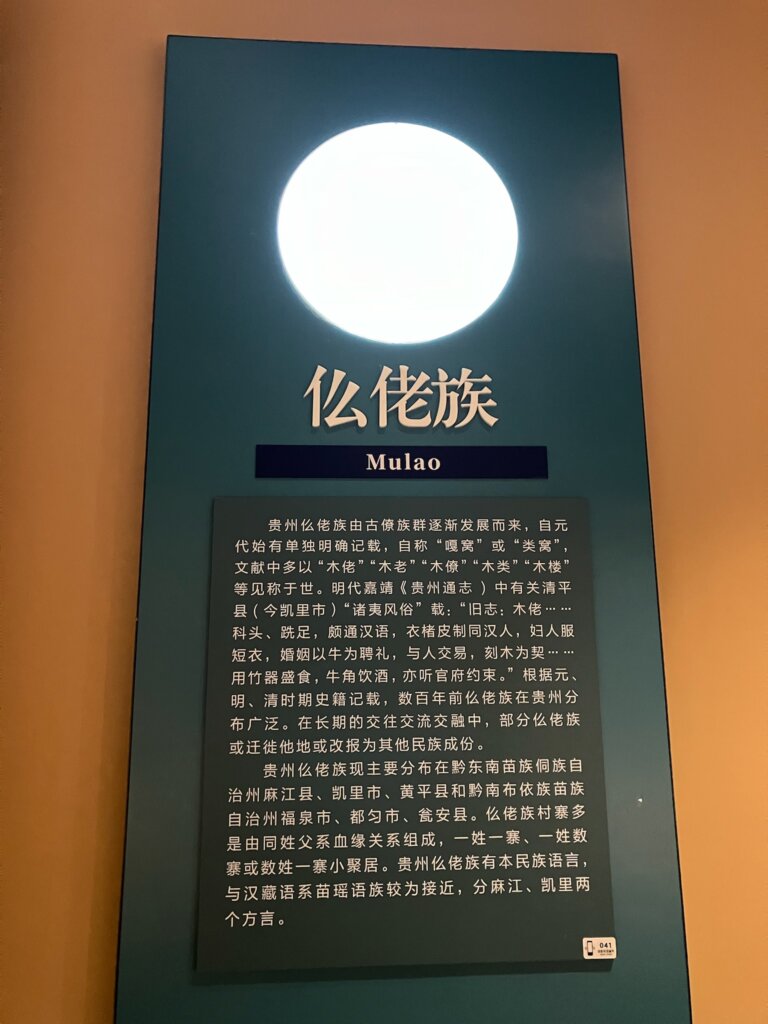 仫佬族
Mulao
贵州仫佬族由古僚族群逐渐发展而来，自元
代始有单独明确记载，自称“嘎窝”或“类窝”，
文献中多以“木佬”“木老”“木僚”“木类”“木楼”
等见称于世。明代嘉靖《贵州通志 》中有关清平
县（今凯里市）“诸夷风俗”载：“旧志：木佬……
科头、跣足，颇通汉语，衣楮皮制同汉人，妇人服
短衣，婚姻以牛为聘礼，与人交易，刻木为契……
用竹器盛食，牛角饮酒，亦听官府约束。”根据元、
明、清时期史籍记载，数百年前仫佬族在贵州分
布广泛。在长期的交往交流交融中，部分仫佬族
或迁徙他地或改报为其他民族成份。
贵州仫佬族现主要分布在黔东南苗族侗族自
治州麻江县、凯里市、黄平县和黔南布依族苗族
自治州福泉市、都匀市、瓮安县。仫佬族村寨多
是由同姓父系血缘关系组成，一姓一寨、一姓数
寨或数姓一寨小聚居。贵州仫佬族有本民族语言，
与汉藏语系苗瑶语族较为接近，分麻江、凯里两
个方言。
041